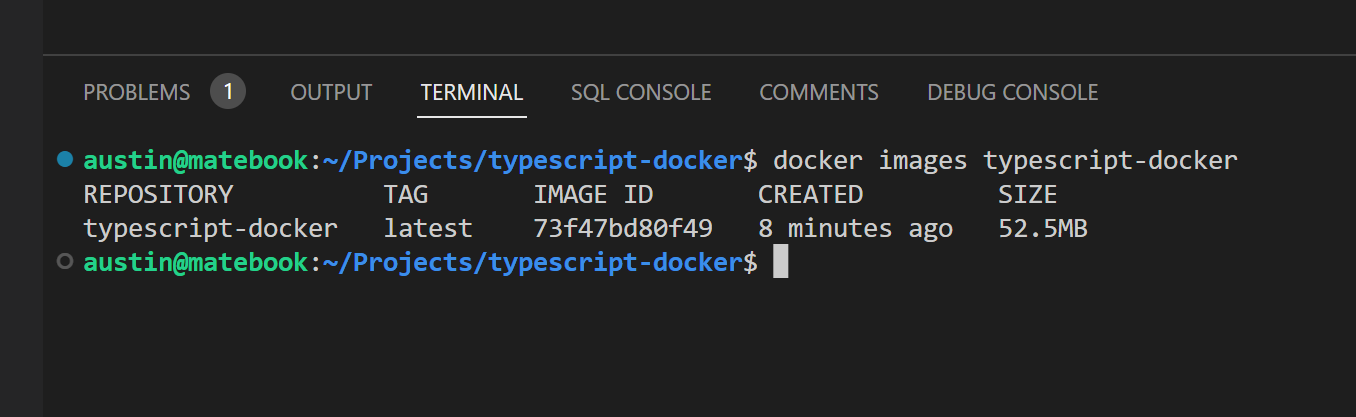 PROBLEMS 1 OUTPUT TERMINAL SQL CONSOLE COMMENTS DEBUG CONSOLE
austin@matebook:~/Projects/typescript-docker$ docker images typescript-docker
REPOSITORY TAG IMAGE ID CREATED SIZE
typescript-docker latest 73f47bd80f49 8 minutes ago 52.5MB
austin@matebook:~/Projects/typescript-docker$